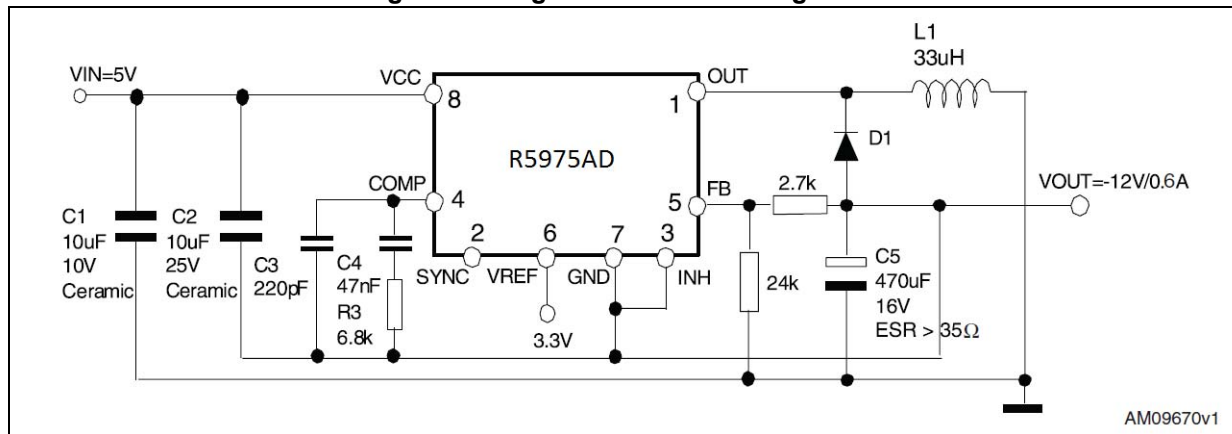 L1
33uH
VIN=5V
VCC
8
OUT
1
D1
R5975AD
COMP
4
FB
5
2.7k
VOUT=-12V/0.6A
C1
10uF
10V
Ceramic
C2
10uF
25V
Ceramic
C3
220pF
C4
47nF
R3
6.8k
2
SYNC
6
VREF
7
GND
3
INH
3.3V
24k
C5
470uF
16V
ESR > 35Ω
AM09670v1